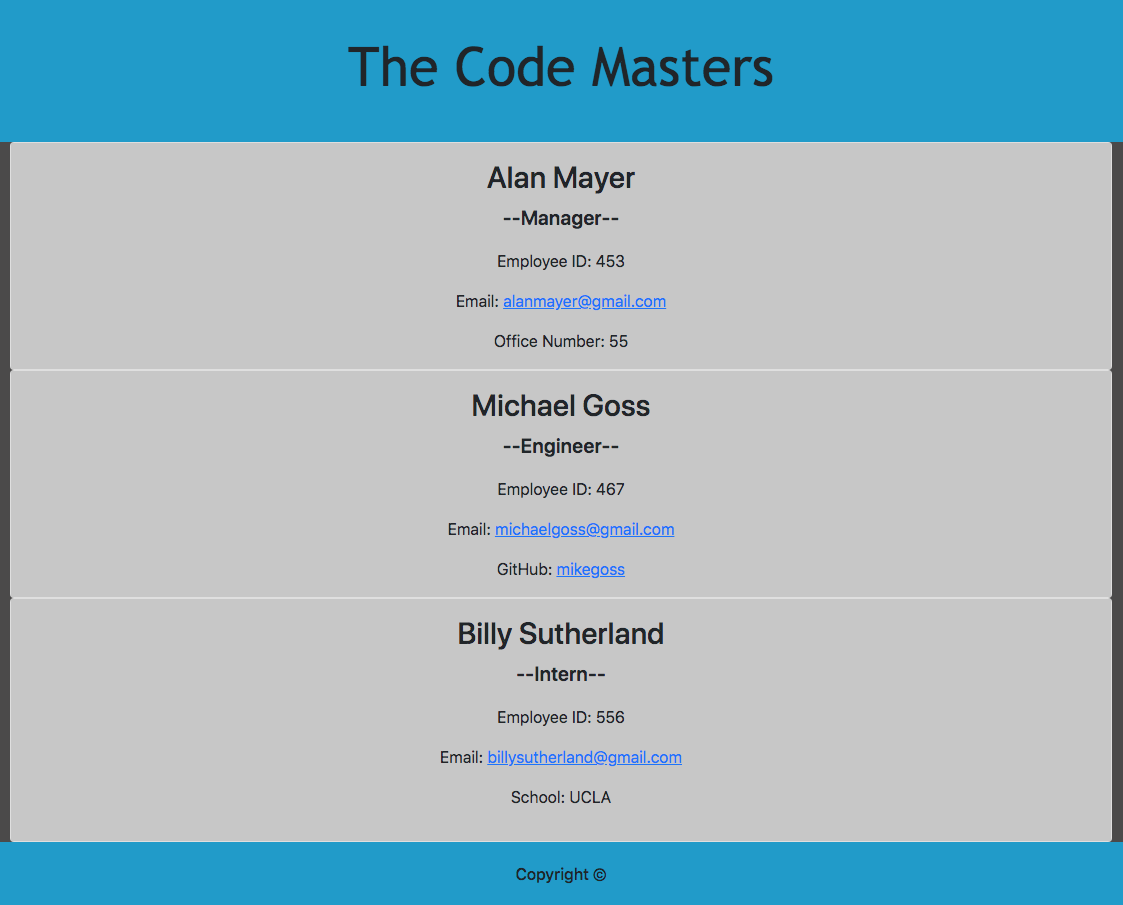 The Code Masters
Alan Mayer
--Manager--
Employee ID: 453
Email: alanmayer@gmail.com
Office Number: 55
Michael Goss
--Engineer--
Employee ID: 467
Email: michaelgoss@gmail.com
GitHub: mikegoss
Billy Sutherland
--Intern--
Employee ID: 556
Email: billysutherland@gmail.com
School: UCLA
Copyright ©